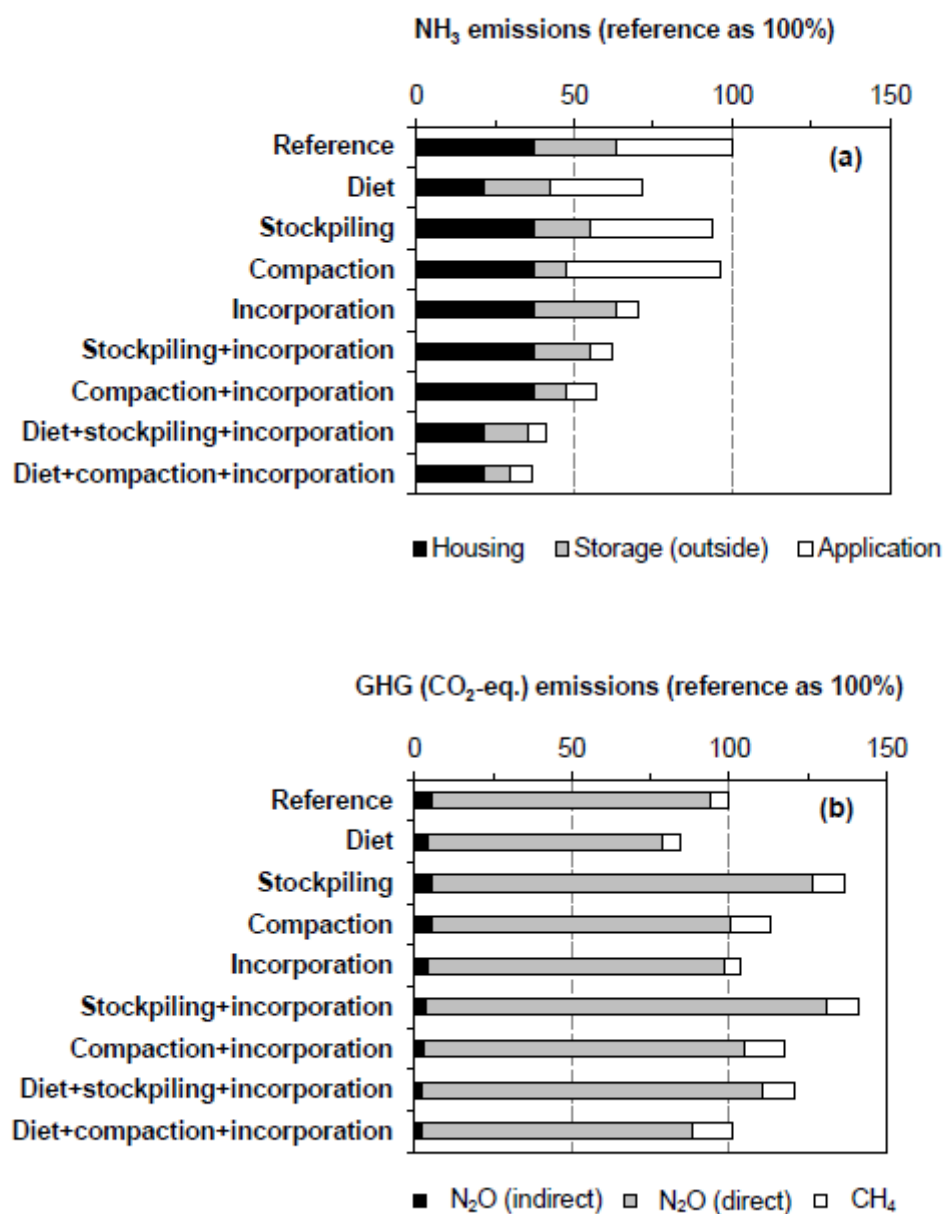 NH₃ emissions (reference as 100%)
0 50 100 150
(a)
Reference
Diet
Stockpiling
Compaction
Incorporation
Stockpiling+incorporation
Compaction+incorporation
Diet+stockpiling+incorporation
Diet+compaction+incorporation
Housing Storage (outside) Application
GHG (CO₂-eq.) emissions (reference as 100%)
0 50 100 150
(b)
Reference
Diet
Stockpiling
Compaction
Incorporation
Stockpiling+incorporation
Compaction+incorporation
Diet+stockpiling+incorporation
Diet+compaction+incorporation
N₂O (indirect) N₂O (direct) CH₄